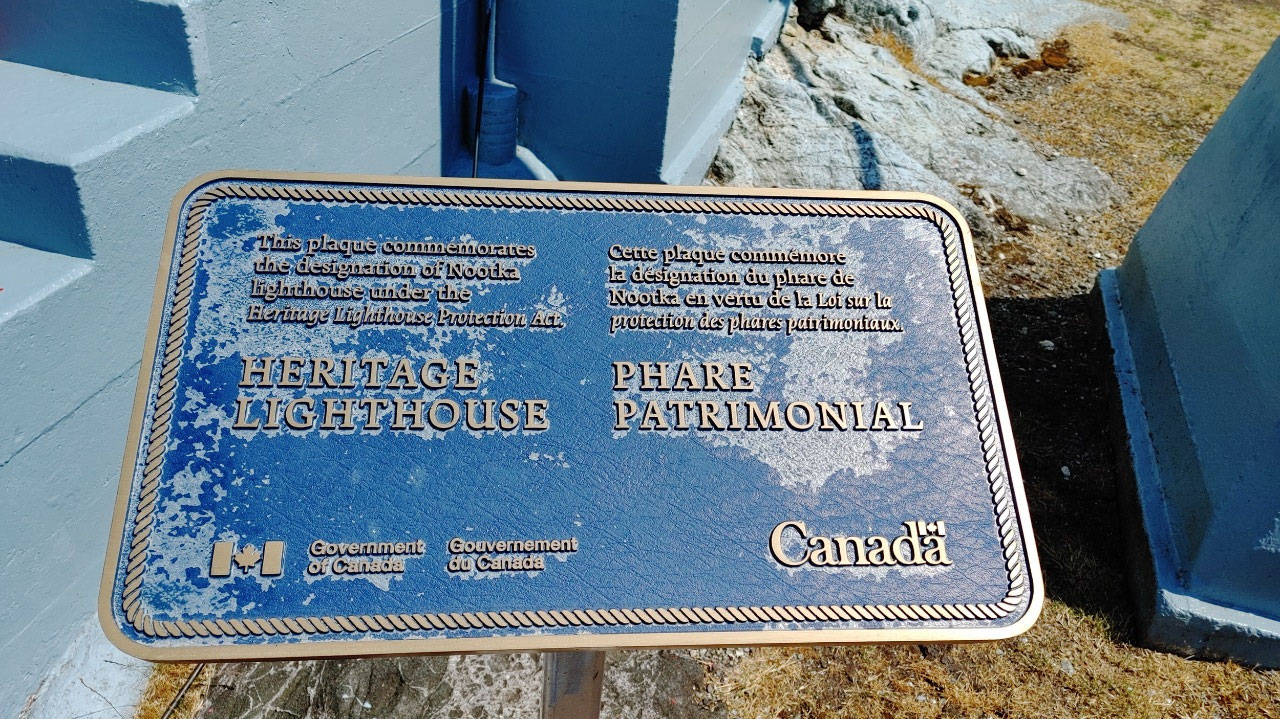 This plaque commemorates
the designation of Nootka
lighthouse under the
Heritage Lighthouse Protection Act.
HERITAGE
LIGHTHOUSE
Cette plaque commémore
la désignation du phare de
Nootka en vertu de la Loi sur la
protection des phares patrimoniaux.
PHARE
PATRIMONIAL
Government
of Canada
Gouvernement
du Canada
Canada